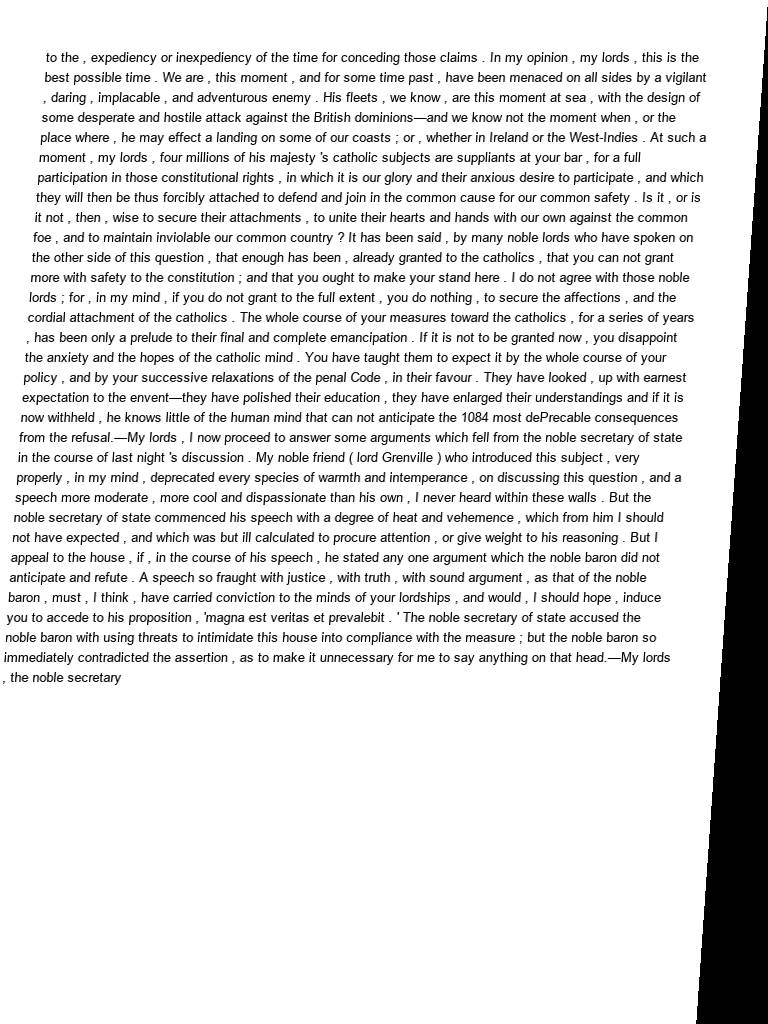 to the , expediency or inexpediency of the time for conceding those claims . In my opinion , my lords , this is the
best possible time . We are , this moment , and for some time past , have been menaced on all sides by a vigilant
, daring , implacable , and adventurous enemy . His fleets , we know , are this moment at sea , with the design of
some desperate and hostile attack against the British dominions—and we know not the moment when , or the
place where , he may effect a landing on some of our coasts ; or , whether in Ireland or the West-Indies . At such a
moment , my lords , four millions of his majesty 's catholic subjects are suppliants at your bar , for a full
participation in those constitutional rights , in which it is our glory and their anxious desire to participate , and which
they will then be thus forcibly attached to defend and join in the common cause for our common safety . Is it , or is
it not , then , wise to secure their attachments , to unite their hearts and hands with our own against the common
foe , and to maintain inviolable our common country ? It has been said , by many noble lords who have spoken on
the other side of this question , that enough has been , already granted to the catholics , that you can not grant
more with safety to the constitution ; and that you ought to make your stand here . I do not agree with those noble
lords ; for , in my mind , if you do not grant to the full extent , you do nothing , to secure the affections , and the
cordial attachment of the catholics . The whole course of your measures toward the catholics , for a series of years
, has been only a prelude to their final and complete emancipation . If it is not to be granted now , you disappoint
the anxiety and the hopes of the catholic mind . You have taught them to expect it by the whole course of your
policy , and by your successive relaxations of the penal Code , in their favour . They have looked , up with earnest
expectation to the envent—they have polished their education , they have enlarged their understandings and if it is
now withheld , he knows little of the human mind that can not anticipate the 1084 most dePrecable consequences
from the refusal.—My lords , I now proceed to answer some arguments which fell from the noble secretary of state
in the course of last night 's discussion . My noble friend ( lord Grenville ) who introduced this subject , very
properly , in my mind , deprecated every species of warmth and intemperance , on discussing this question , and a
speech more moderate , more cool and dispassionate than his own , I never heard within these walls . But the
noble secretary of state commenced his speech with a degree of heat and vehemence , which from him I should
not have expected , and which was but ill calculated to procure attention , or give weight to his reasoning . But I
appeal to the house , if , in the course of his speech , he stated any one argument which the noble baron did not
anticipate and refute . A speech so fraught with justice , with truth , with sound argument , as that of the noble
baron , must , I think , have carried conviction to the minds of your lordships , and would , I should hope , induce
you to accede to his proposition , 'magna est veritas et prevalebit . ' The noble secretary of state accused the
noble baron with using threats to intimidate this house into compliance with the measure ; but the noble baron so
immediately contradicted the assertion , as to make it unnecessary for me to say anything on that head.—My lords
, the noble secretary